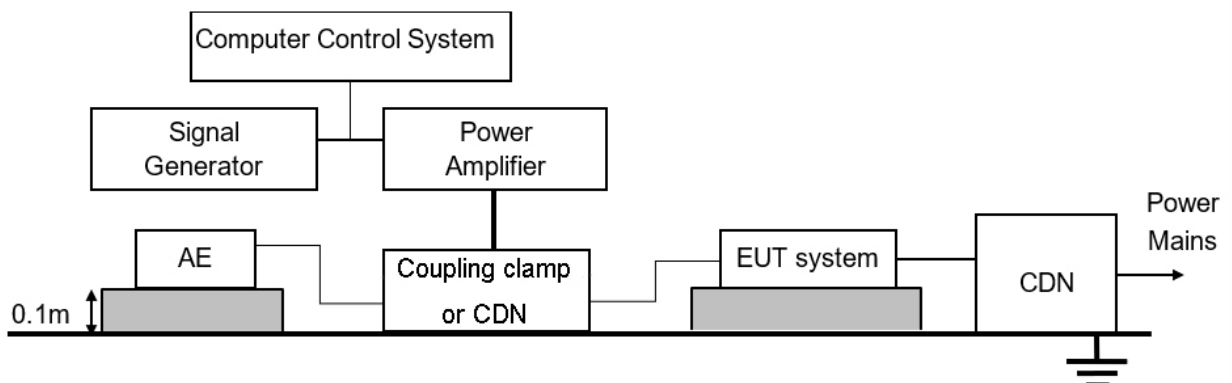 Computer Control System
Signal
Generator
Power
Amplifier
AE
Coupling clamp
or CDN
EUT system
CDN
Power
Mains
0.1m